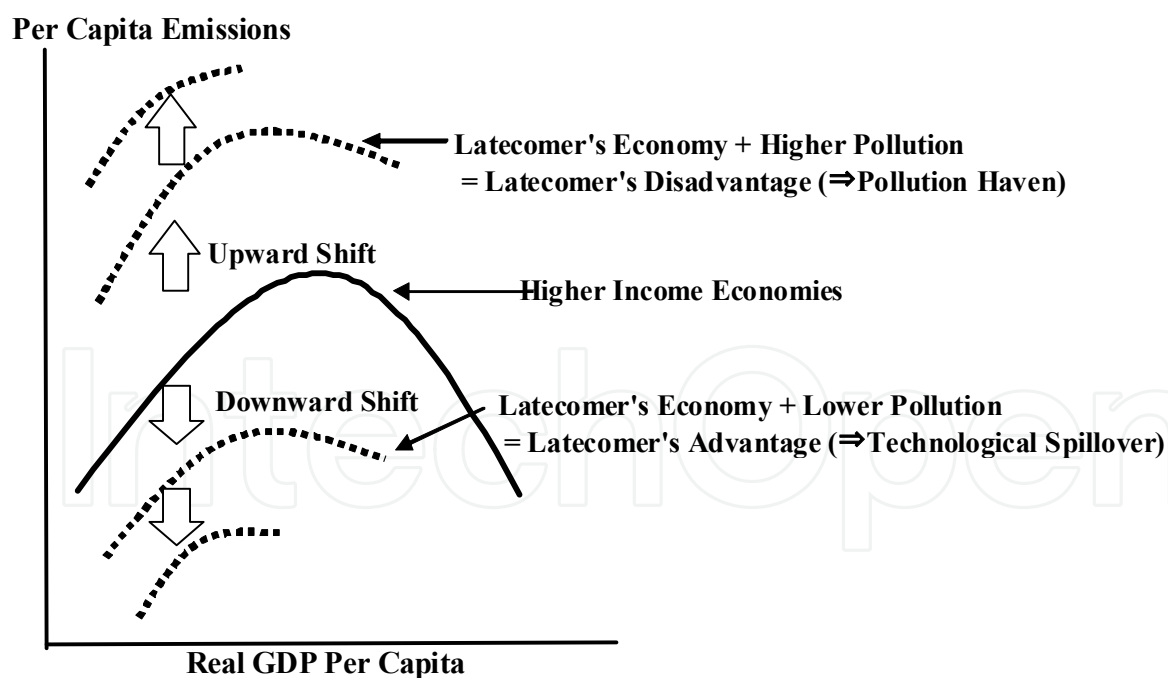 Per Capita Emissions
Latecomer's Economy + Higher Pollution
= Latecomer's Disadvantage (⇒Pollution Haven)
Upward Shift
Higher Income Economies
Downward Shift
Latecomer's Economy + Lower Pollution
= Latecomer's Advantage (⇒Technological Spillover)
IntechOpen
Real GDP Per Capita